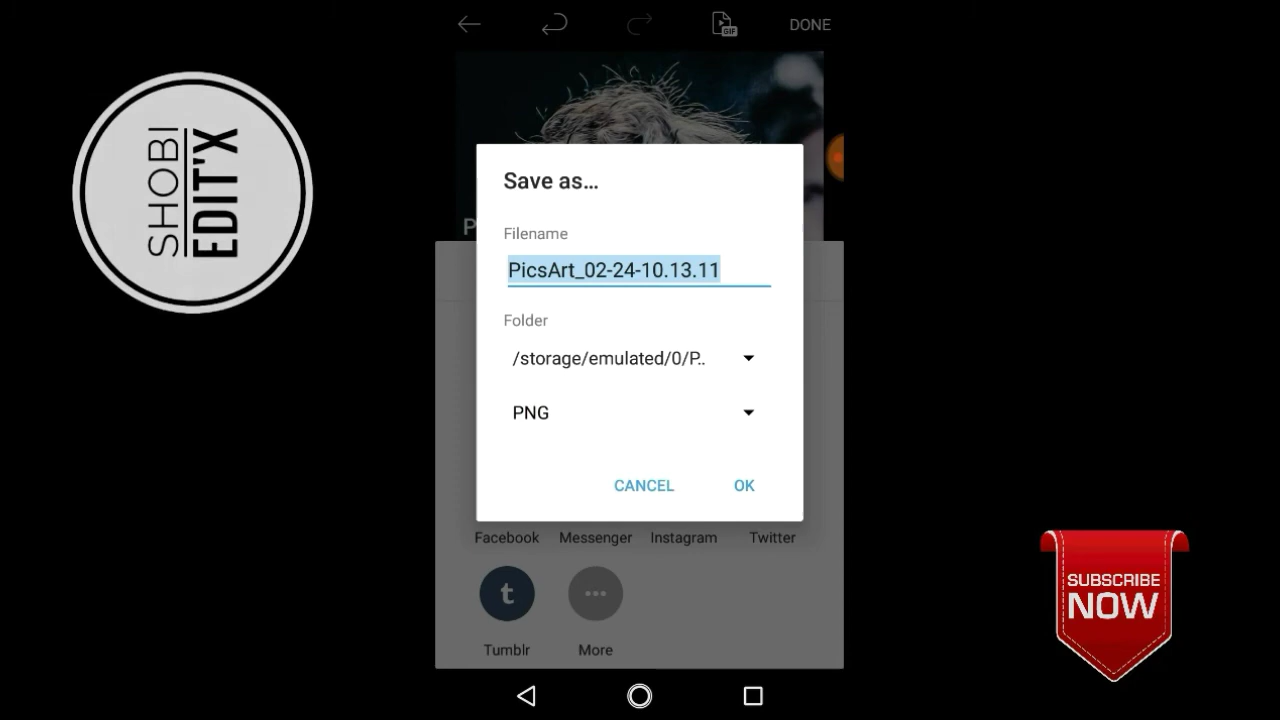 SHOBI
EDIT'X
GIF
DONE
P
Save as...
Filename
PicsArt_02-24-10.13.11
Folder
/storage/emulated/0/P..
PNG
CANCEL
OK
Facebook
Messenger
Instagram
Twitter
t
Tumblr
More
SUBSCRIBE
NOW